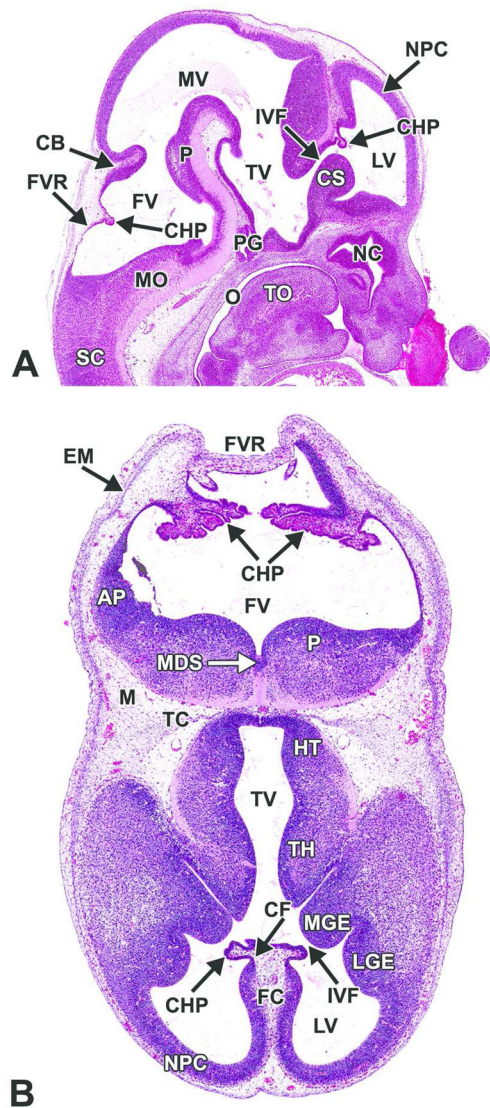 NPC
MV
IVF
CHP
CB
P
TV
LV
CS
FVR
FV
CHP
PG
NC
MO
O
TO
SC
A
FVR
EM
CHP
FV
AP
P
MDS
M
TC
HT
TV
TH
CF
MGE
LGE
CHP
FC
IVF
LV
NPC
B